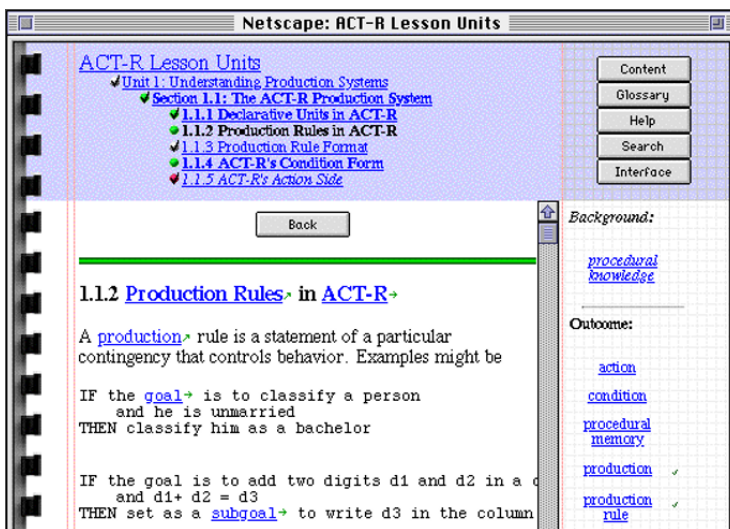 Netscape: ACT-R Lesson Units
ACT-R Lesson Units
Unit 1: Understanding Production Systems
Section 1.1: The ACT-R Production System
1.1.1 Declarative Units in ACT-R
1.1.2 Production Rules in ACT-R
1.1.3 Production Rule Format
1.1.4 ACT-R's Condition Form
1.1.5 ACT-R's Action Side
Content
Glossary
Help
Search
Interface
Back
1.1.2 Production Rules in ACT-R
A production rule is a statement of a particular
contingency that controls behavior. Examples might be
IF the goal is to classify a person
and he is unmarried
THEN classify him as a bachelor
IF the goal is to add two digits d1 and d2 in a
and d1+ d2 = d3
THEN set as a subgoal to write d3 in the column
Background:
procedural
knowledge
Outcome:
action
condition
procedural
memory
production
production
rule